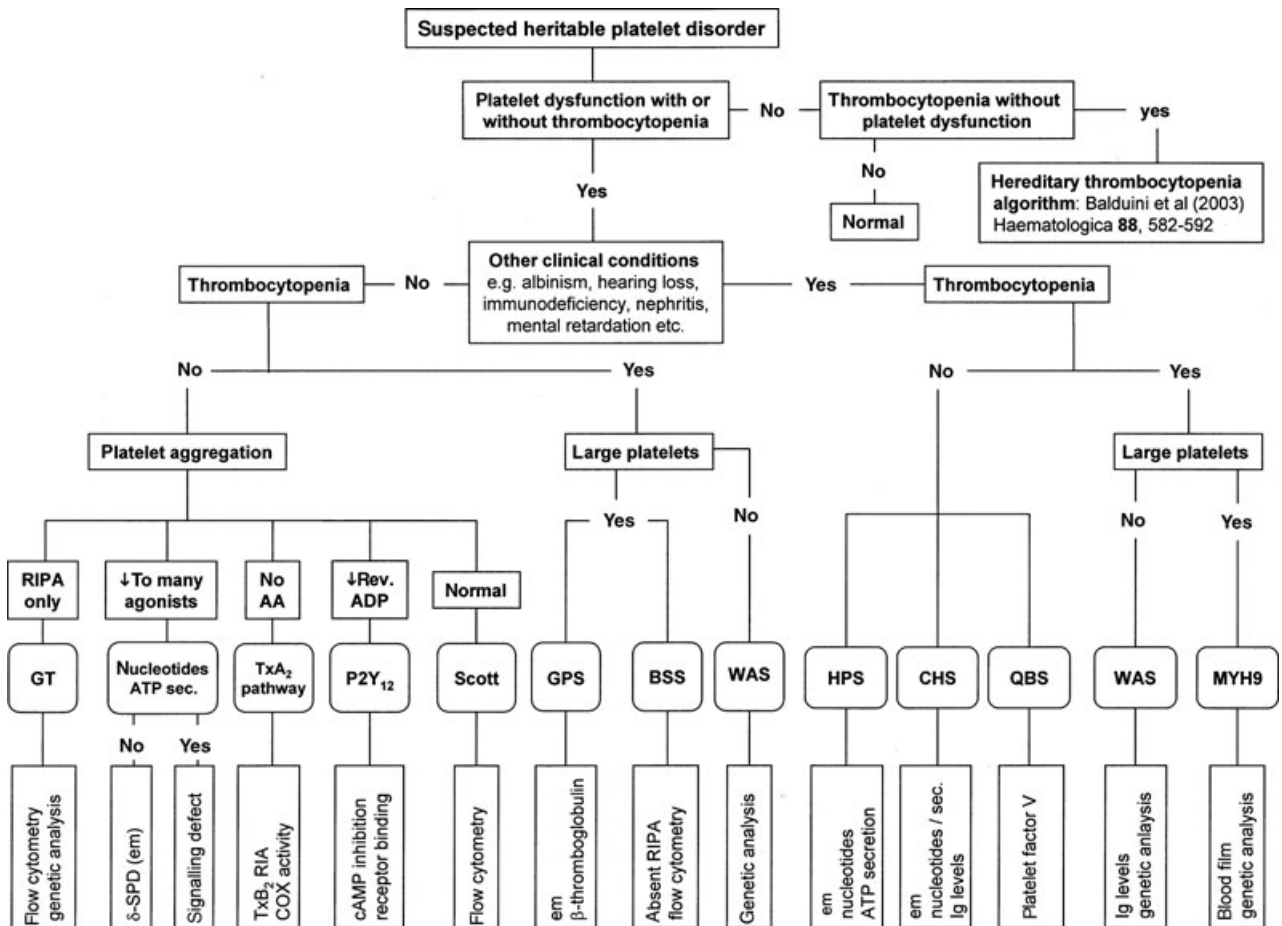 Suspected heritable platelet disorder
Platelet dysfunction with or
without thrombocytopenia
No
Thrombocytopenia without
platelet dysfunction
yes
Yes
No
Normal
Hereditary thrombocytopenia
algorithm: Balduini et al (2003)
Haematologica 88, 582-592
Thrombocytopenia
No
Other clinical conditions
e.g. albinism, hearing loss,
immunodeficiency, nephritis,
mental retardation etc.
Yes
Thrombocytopenia
No
Yes
No
Yes
Platelet aggregation
Large platelets
Large platelets
Yes
No
No
Yes
RIPA
only
↓To many
agonists
No
AA
↓Rev.
ADP
Normal
GT
Nucleotides
ATP sec.
TxA2
pathway
P2Y12
Scott
GPS
BSS
WAS
HPS
CHS
QBS
WAS
MYH9
No
Yes
Flow cytometry
genetic analysis
δ-SPD (em)
Signalling defect
TxB2 RIA
COX activity
cAMP inhibition
receptor binding
Flow cytometry
em
β-thromboglobulin
Absent RIPA
flow cytometry
Genetic analysis
em
nucleotides
ATP secretion
em
nucleotides / sec.
Ig levels
Platelet factor V
Ig levels
genetic anlaysis
Blood film
genetic analysis